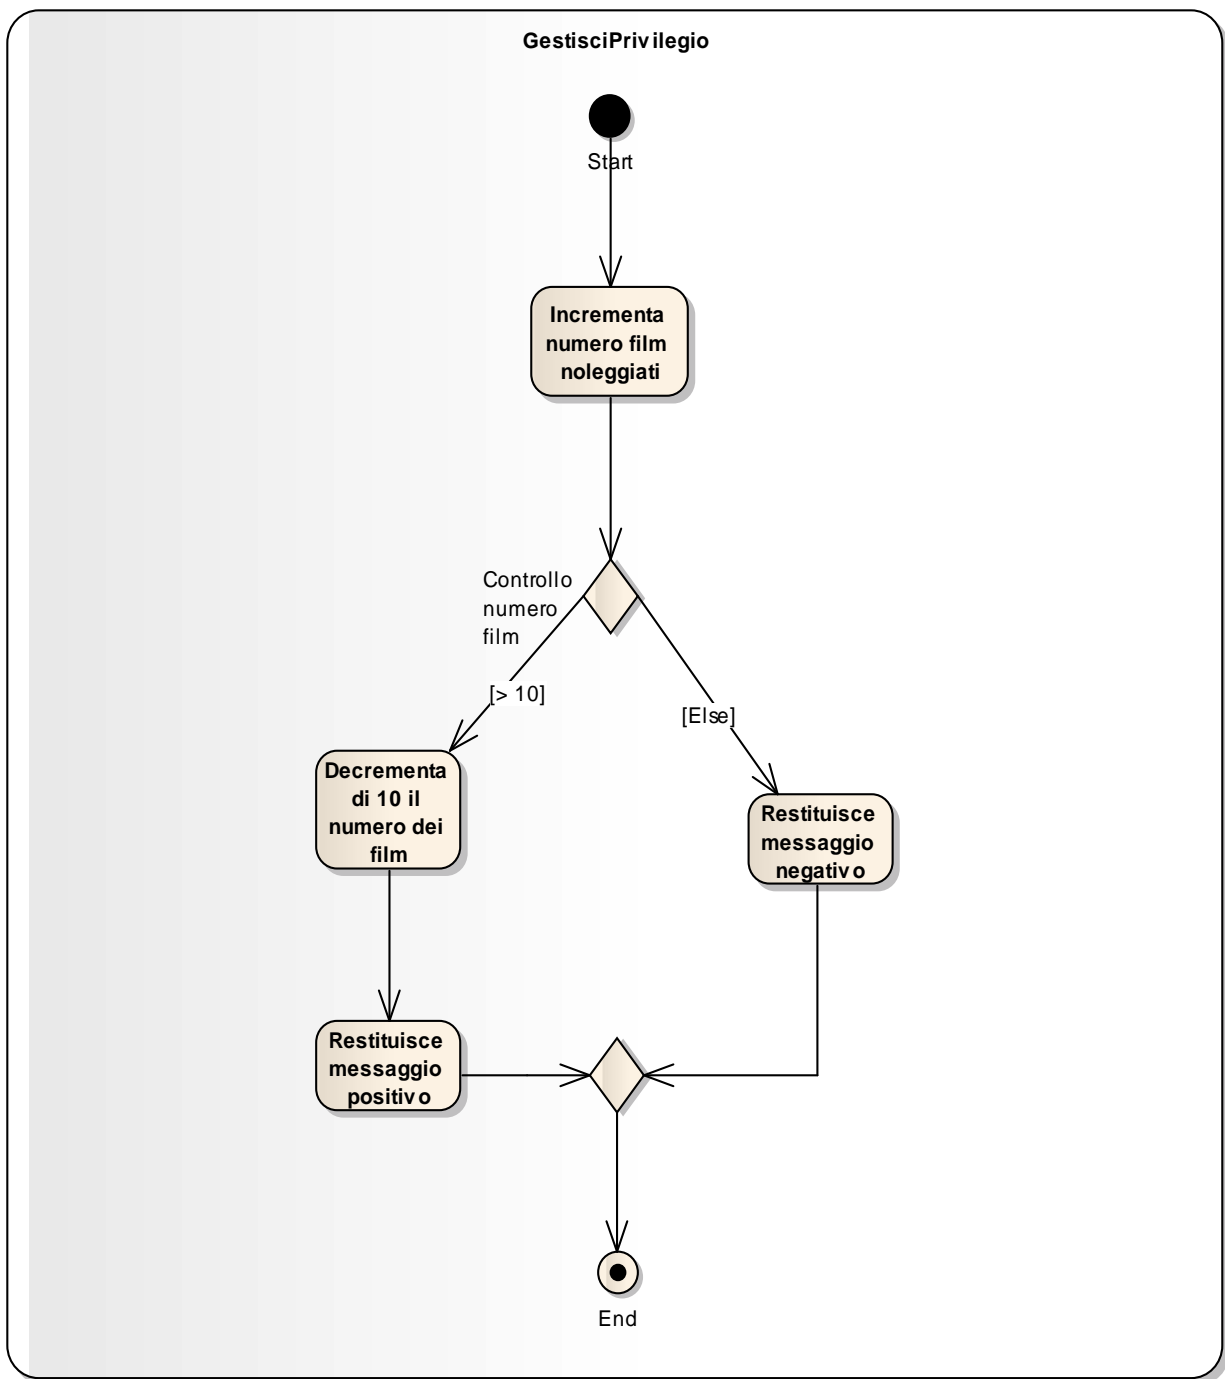 GestisciPrivilegio
Start
Incrementa
numero film
noleggiati
Controllo
numero
film
[> 10]
[Else]
Decrementa
di 10 il
numero dei
film
Restituisce
messaggio
negativo
Restituisce
messaggio
positivo
End